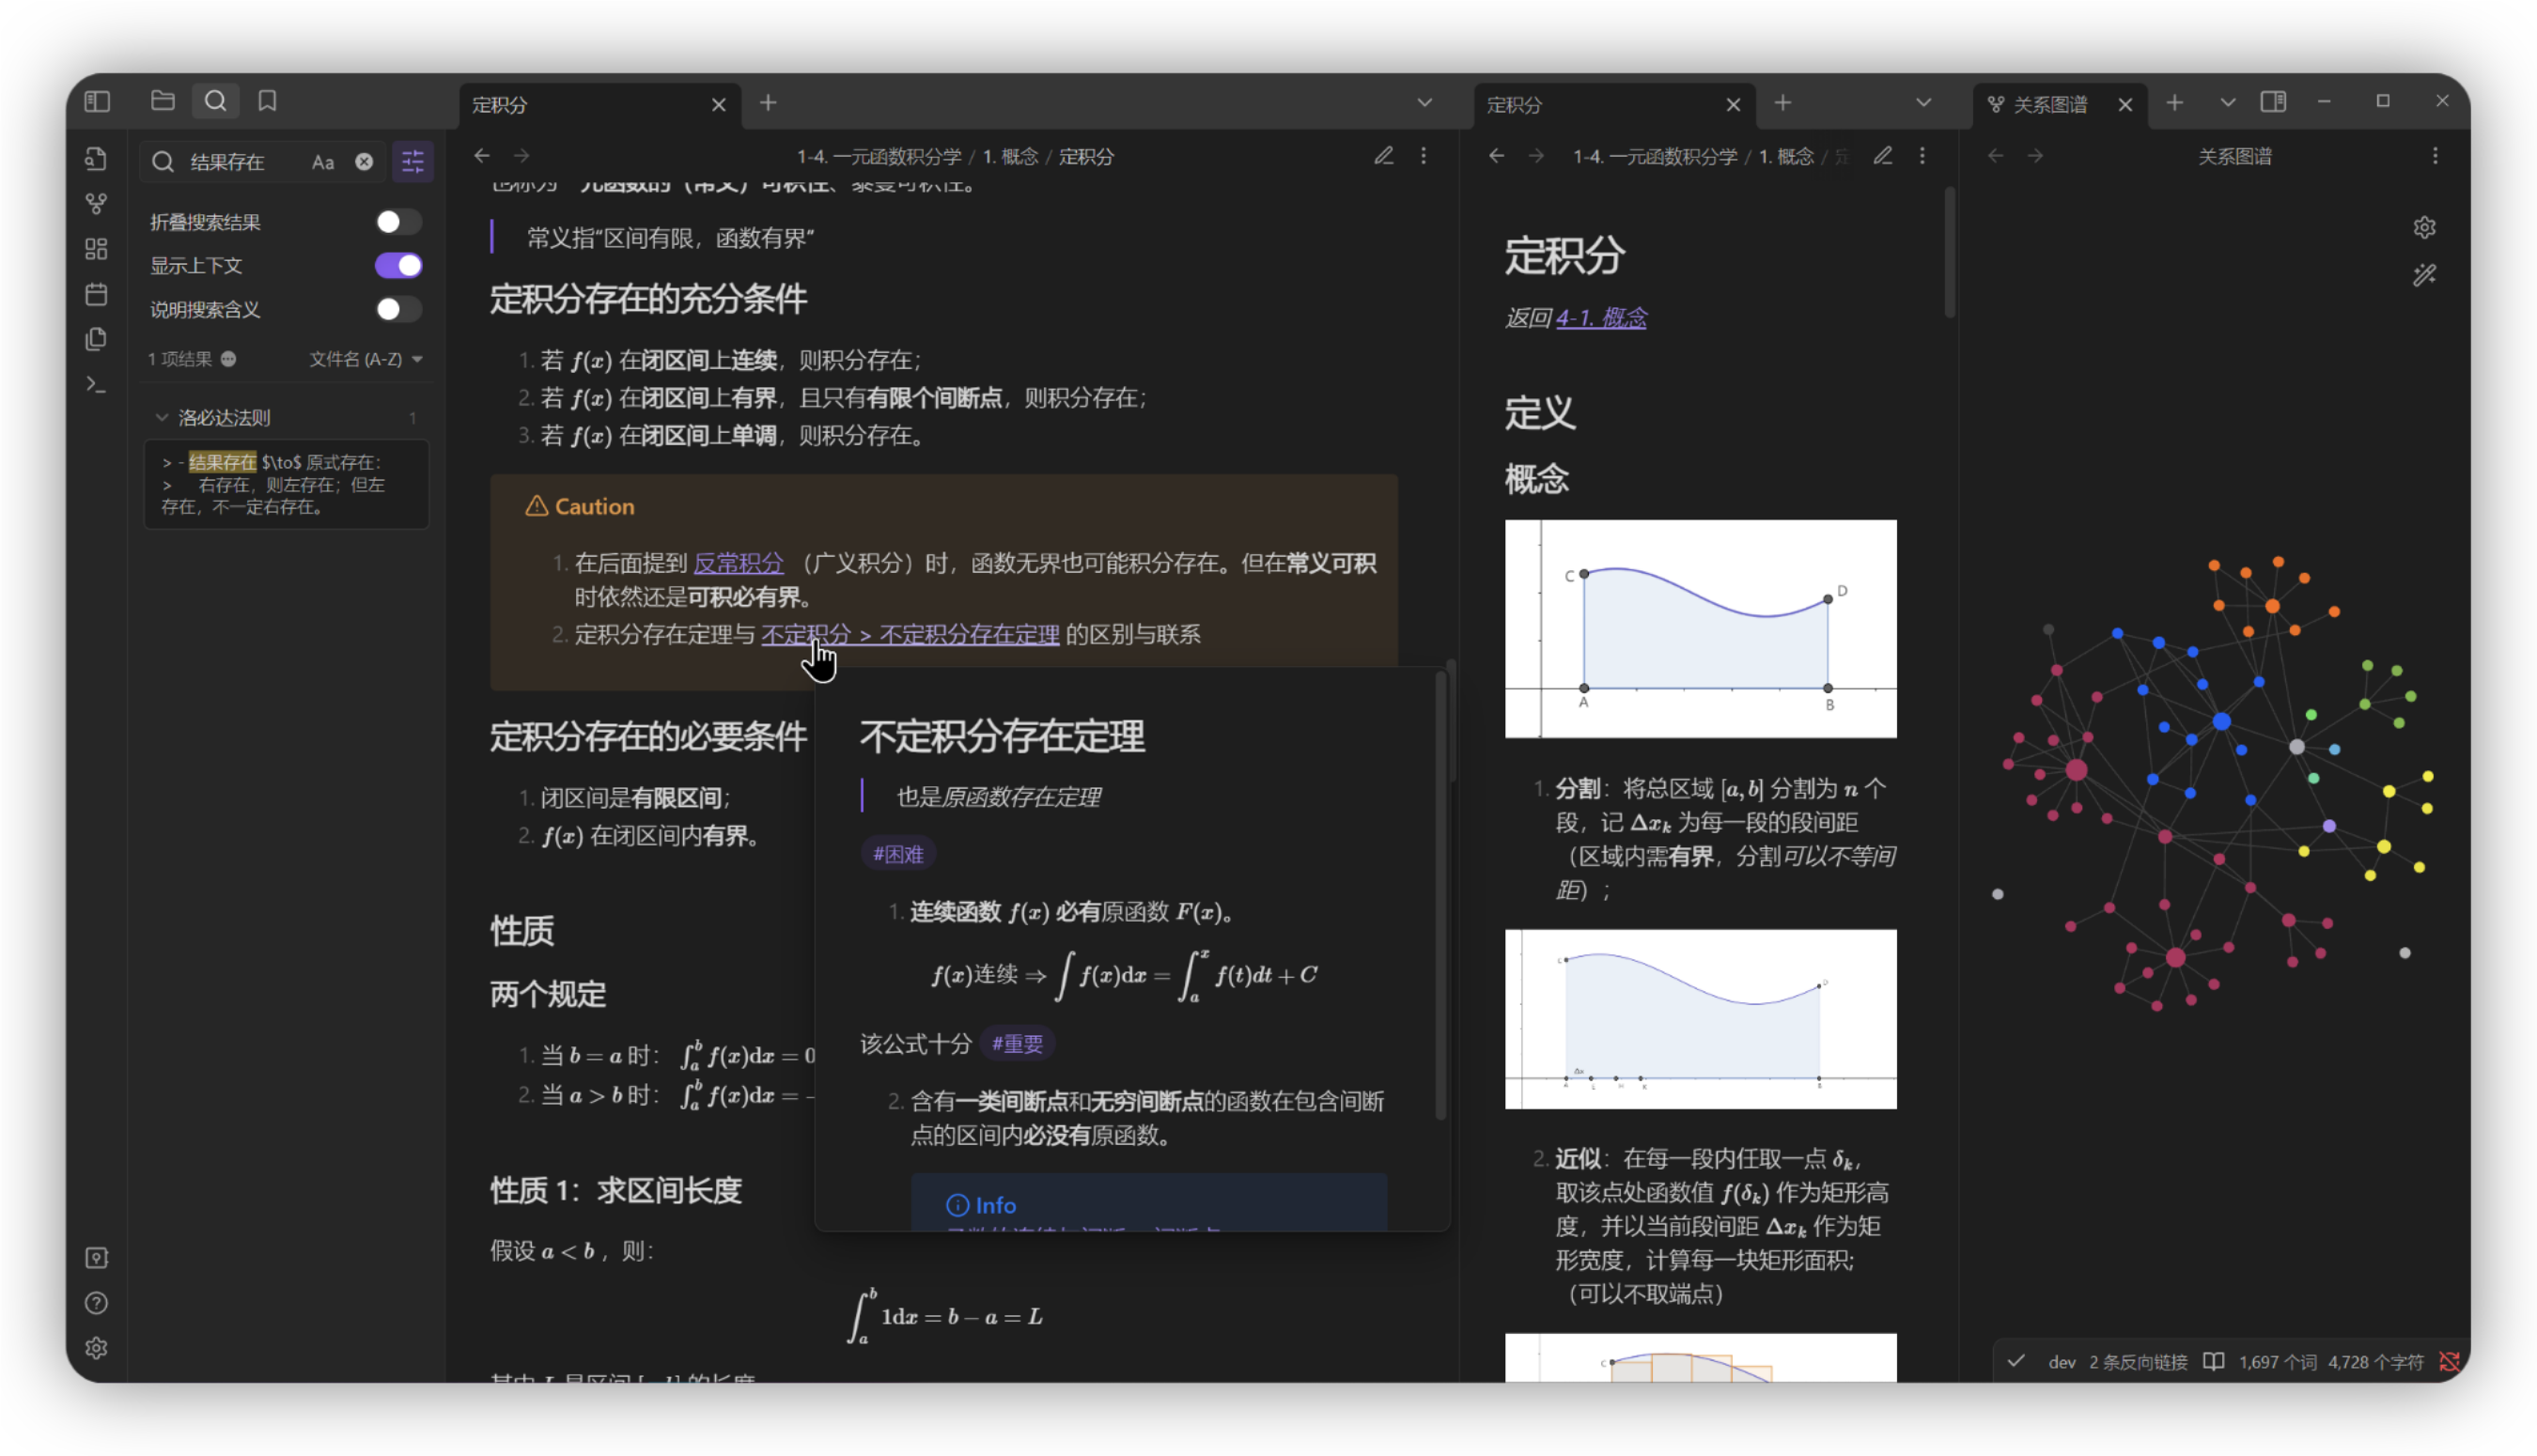 定积分
定积分
关系图谱
结果存在
Aa
折叠搜索结果
显示上下文
说明搜索含义
1 项结果
文件名 (A-Z)
洛必达法则
1
> - 结果存在 $\to$ 原式存在：
> 右存在，则左存在；但左
存在，不一定右存在。
1-4. 一元函数积分学 / 1. 概念 / 定积分
常义指“区间有限，函数有界”
定积分存在的充分条件
1. 若 f(x) 在闭区间上连续，则积分存在；
2. 若 f(x) 在闭区间上有界，且只有有限个间断点，则积分存在；
3. 若 f(x) 在闭区间上单调，则积分存在。
Caution
1. 在后面提到 反常积分 （广义积分）时，函数无界也可能积分存在。但在常义可积
时依然还是可积必有界。
2. 定积分存在定理与 不定积分 > 不定积分存在定理 的区别与联系
定积分存在的必要条件
1. 闭区间是有限区间；
2. f(x) 在闭区间内有界。
性质
两个规定
1. 当 b = a 时： ∫_a^b f(x)dx = 0
2. 当 a > b 时： ∫_a^b f(x)dx = −
性质 1：求区间长度
假设 a < b ，则：
∫_a^b 1dx = b − a = L
不定积分存在定理
也是原函数存在定理
#困难
1. 连续函数 f(x) 必有原函数 F(x)。
f(x)连续 ⇒ ∫ f(x)dx = ∫_a^x f(t)dt + C
该公式十分 #重要
2. 含有一类间断点和无穷间断点的函数在包含间断
点的区间内必没有原函数。
Info
1-4. 一元函数积分学 / 1. 概念 / 定
定积分
返回 4-1. 概念
定义
概念
C
D
A
B
1. 分割：将总区域 [a, b] 分割为 n 个
段，记 Δx_k 为每一段的段间距
（区域内需有界，分割可以不等间
距）；
C
D
Δx
A
L
H
K
B
2. 近似：在每一段内任取一点 δ_k，
取该点处函数值 f(δ_k) 作为矩形高
度，并以当前段间距 Δx_k 作为矩
形宽度，计算每一块矩形面积；
（可以不取端点）
C
关系图谱
dev 2 条反向链接 1,697 个词 4,728 个字符